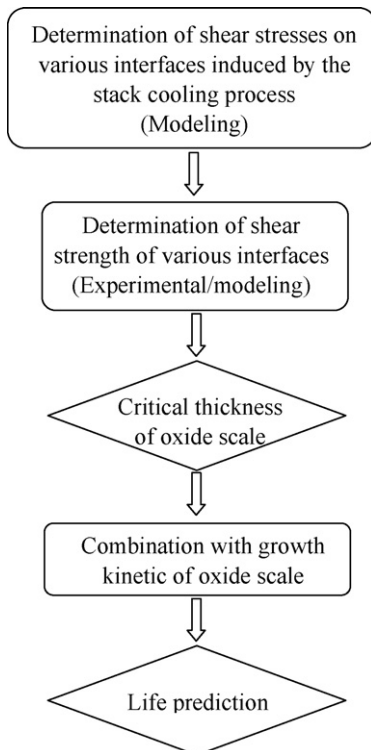 Determination of shear stresses on
various interfaces induced by the
stack cooling process
(Modeling)
Determination of shear
strength of various interfaces
(Experimental/modeling)
Critical thickness
of oxide scale
Combination with growth
kinetic of oxide scale
Life prediction